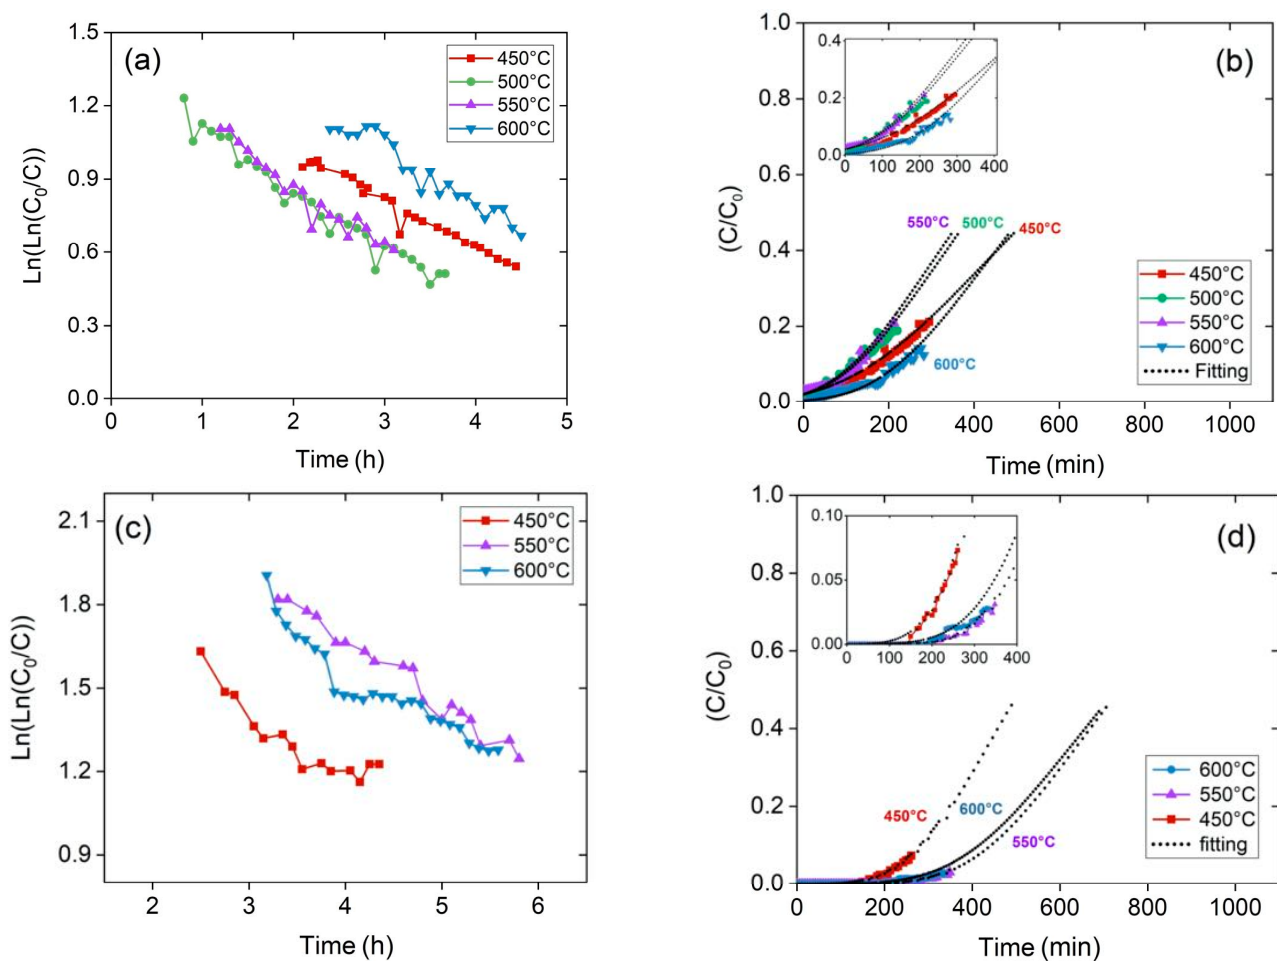 (a)
450°C
500°C
550°C
600°C
1.5
1.2
0.9
0.6
0.3
0.0
0
1
2
3
4
5
Ln(Ln(C₀/C))
Time (h)
(b)
1.0
0.8
0.6
0.4
0.2
0.0
0.4
0.2
0.0
0 100 200 300 400
550°C
500°C
450°C
600°C
450°C
500°C
550°C
600°C
Fitting
0 200 400 600 800 1000
(C/C₀)
Time (min)
(c)
450°C
550°C
600°C
2.1
1.8
1.5
1.2
0.9
2 3 4 5 6
Ln(Ln(C₀/C))
Time (h)
(d)
1.0
0.8
0.6
0.4
0.2
0.0
0.10
0.05
0.00
0 100 200 300 400
450°C
600°C
550°C
600°C
550°C
450°C
fitting
0 200 400 600 800 1000
(C/C₀)
Time (min)